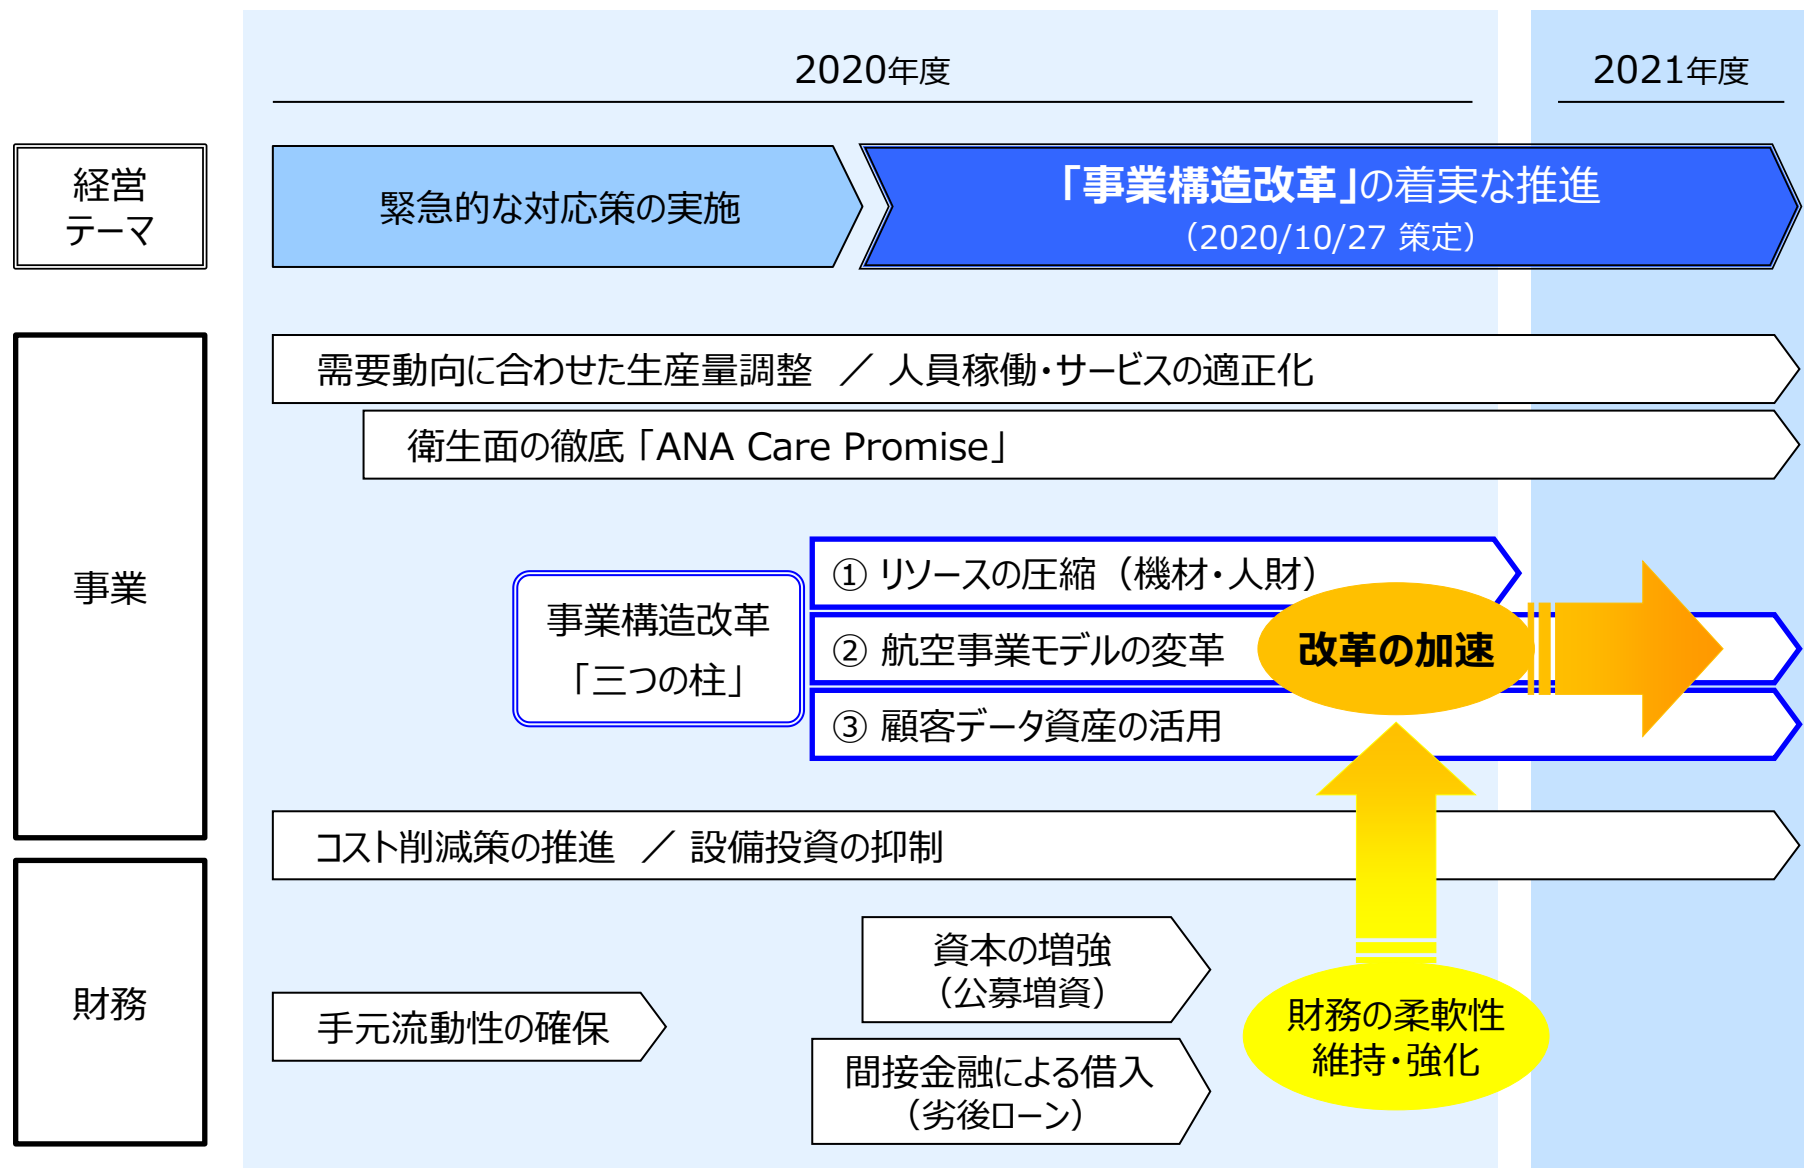 2020年度
2021年度
経営
テーマ
緊急的な対応策の実施
「事業構造改革」の着実な推進
（2020/10/27 策定）
事業
需要動向に合わせた生産量調整 ／ 人員稼働・サービスの適正化
衛生面の徹底「ANA Care Promise」
事業構造改革
「三つの柱」
① リソースの圧縮（機材・人財）
② 航空事業モデルの変革
③ 顧客データ資産の活用
改革の加速
コスト削減策の推進 ／ 設備投資の抑制
財務
手元流動性の確保
資本の増強
（公募増資）
間接金融による借入
（劣後ローン）
財務の柔軟性
維持・強化